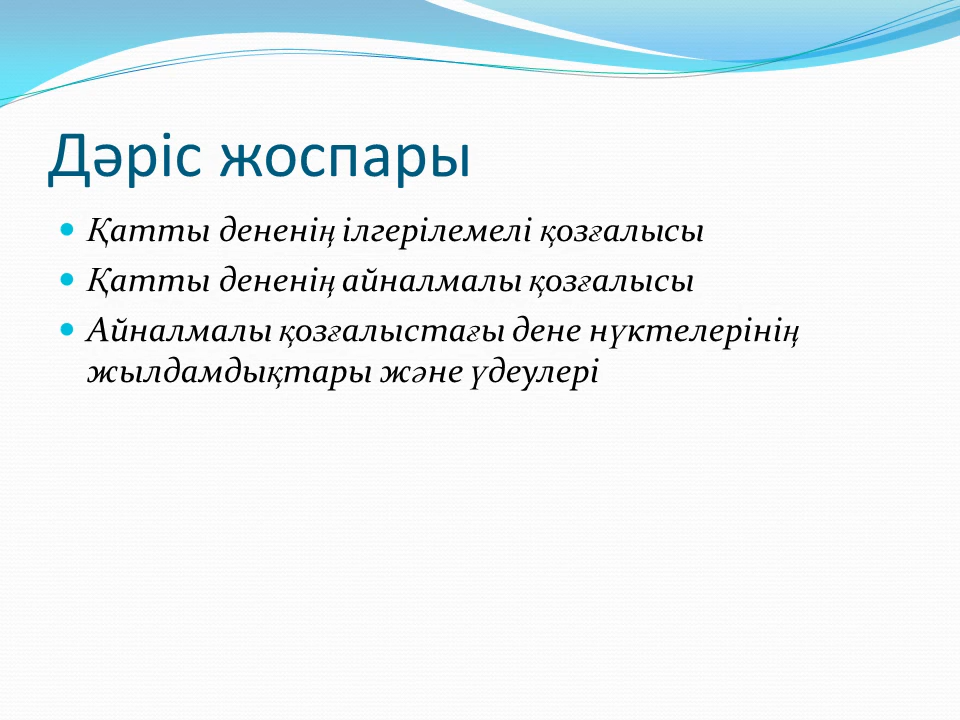 Дәріс жоспары
Қатты дененің ілгерілемелі қозғалысы
Қатты дененің айналмалы қозғалысы
Айналмалы қозғалыстағы дене нүктелерінің
жылдамдықтары және үдеулері